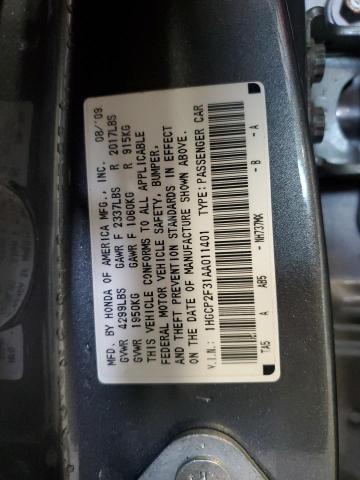 MFD. BY HONDA OF AMERICA MFG., INC. 08/'09
GVWR 4299LBS GAWR F 2337LBS R 2017LBS
GVWR 1950KG GAWR F 1060KG R 915KG
THIS VEHICLE CONFORMS TO ALL APPLICABLE
FEDERAL MOTOR VEHICLE SAFETY, BUMPER,
AND THEFT PREVENTION STANDARDS IN EFFECT
ON THE DATE OF MANUFACTURE SHOWN ABOVE.
V.I.N.: 1HGCP2F31AA011401 TYPE: PASSENGER CAR
TA5 A AB5 - NH737MX - B - A